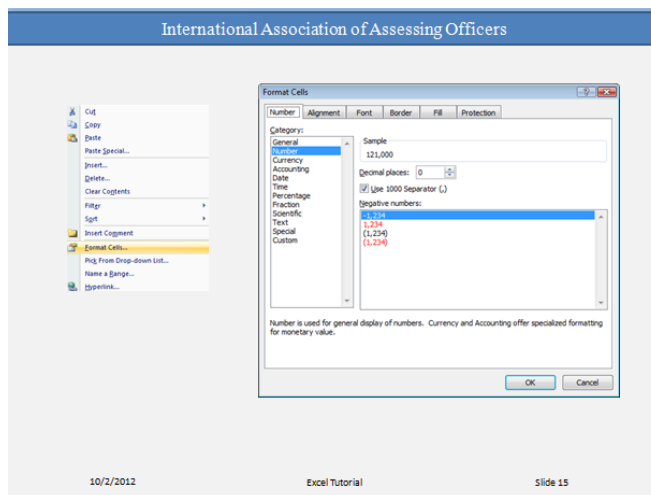 International Association of Assessing Officers
Cut
Copy
Paste
Paste Special...
Insert...
Delete...
Clear Contents
Filter
Sort
Insert Comment
Format Cells...
Pick From Drop-down List...
Name a Range...
Hyperlink...
Format Cells
Number Alignment Font Border Fill Protection
Category:
General
Number
Currency
Accounting
Date
Time
Percentage
Fraction
Scientific
Text
Special
Custom
Sample
121,000
Decimal places: 0
Use 1000 Separator (,)
Negative numbers:
-1,234
1,234
(1,234)
(1,234)
Number is used for general display of numbers. Currency and Accounting offer specialized formatting
for monetary value.
OK Cancel
10/2/2012 Excel Tutorial Slide 15